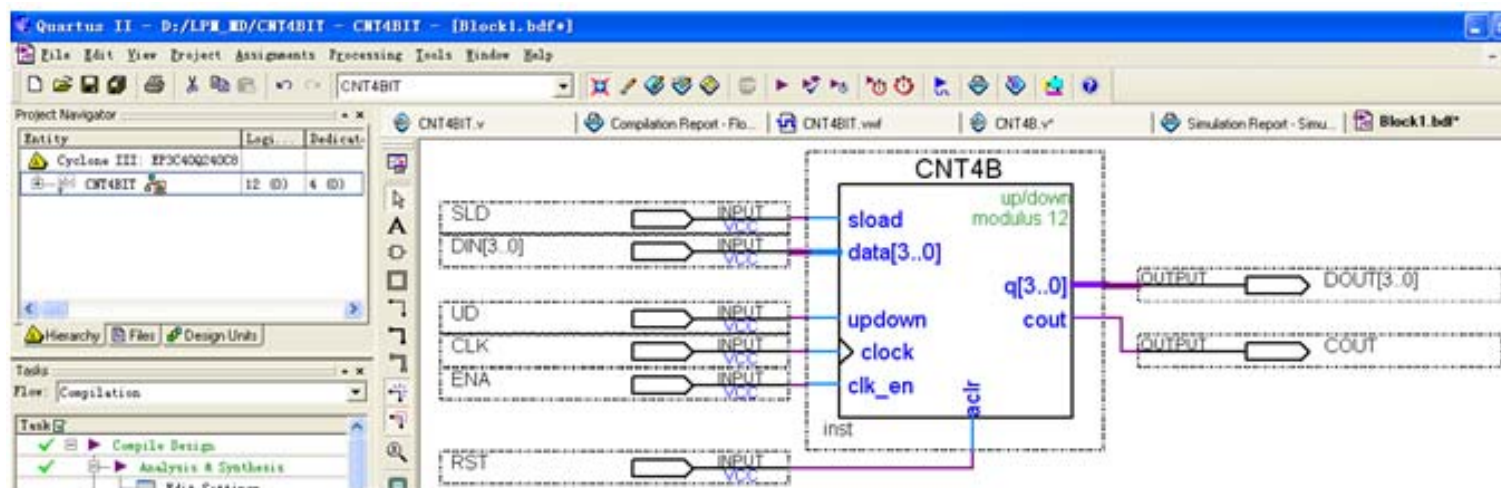 Quartus II - D:/LPM_MD/CNT4BIT - CNT4BIT - [Block1.bdf*]
File Edit View Project Assignments Processing Tools Window Help
CNT4BIT
Project Navigator
CNT4BIT.v Compilation Report - Flo... CNT4BIT.vwf CNT4B.v* Simulation Report - Simu... Block1.bdf*
Entity Logi... Dedicat
Cyclone III: EP3C40Q240C8
CNT4BIT 12 (0) 4 (0)
Hierarchy Files Design Units
Tasks
Flow: Compilation
Task
Compile Design
Analysis & Synthesis
Edit Settings
CNT4B
up/down
modulus 12
SLD INPUT VCC sload
DIN[3..0] INPUT VCC data[3..0]
q[3..0] OUTPUT DOUT[3..0]
UD INPUT VCC updown
cout OUTPUT COUT
CLK INPUT VCC clock
ENA INPUT VCC clk_en
aclr
inst
RST INPUT VCC